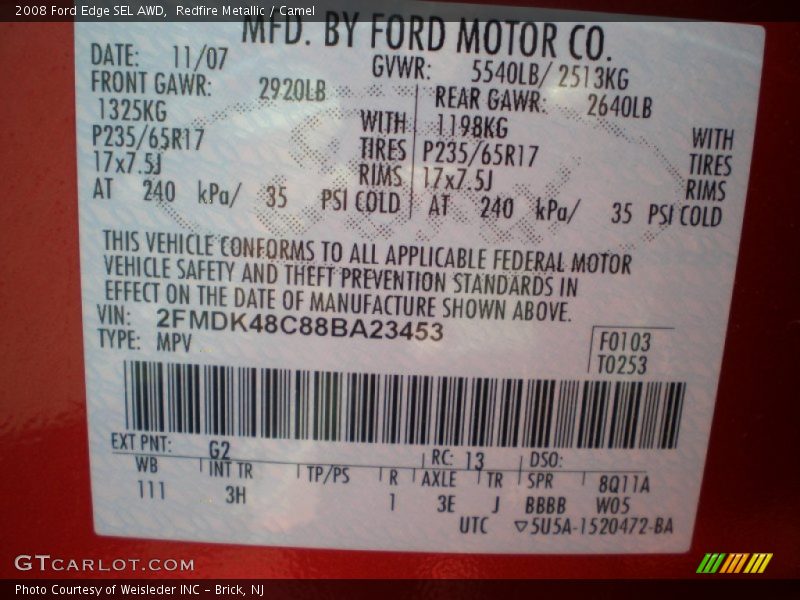 2008 Ford Edge SEL AWD, Redfire Metallic / Camel
MFD. BY FORD MOTOR CO.
DATE: 11/07 GVWR: 5540LB/ 2513KG
FRONT GAWR: 2920LB REAR GAWR: 2640LB
1325KG WITH 1198KG WITH
P235/65R17 TIRES P235/65R17 TIRES
17x7.5J RIMS 17x7.5J RIMS
AT 240 kPa/ 35 PSI COLD AT 240 kPa/ 35 PSI COLD
THIS VEHICLE CONFORMS TO ALL APPLICABLE FEDERAL MOTOR
VEHICLE SAFETY AND THEFT PREVENTION STANDARDS IN
EFFECT ON THE DATE OF MANUFACTURE SHOWN ABOVE.
VIN: 2FMDK48C88BA23453
TYPE: MPV
F0103
T0253
EXT PNT: G2 RC: 13 DSO:
WB INT TR TP/PS R AXLE TR SPR 8Q11A
111 3H 1 3E J BBBB W05
UTC ▽5U5A-1520472-BA
GTCARLOT.COM
Photo Courtesy of Weisleder INC - Brick, NJ